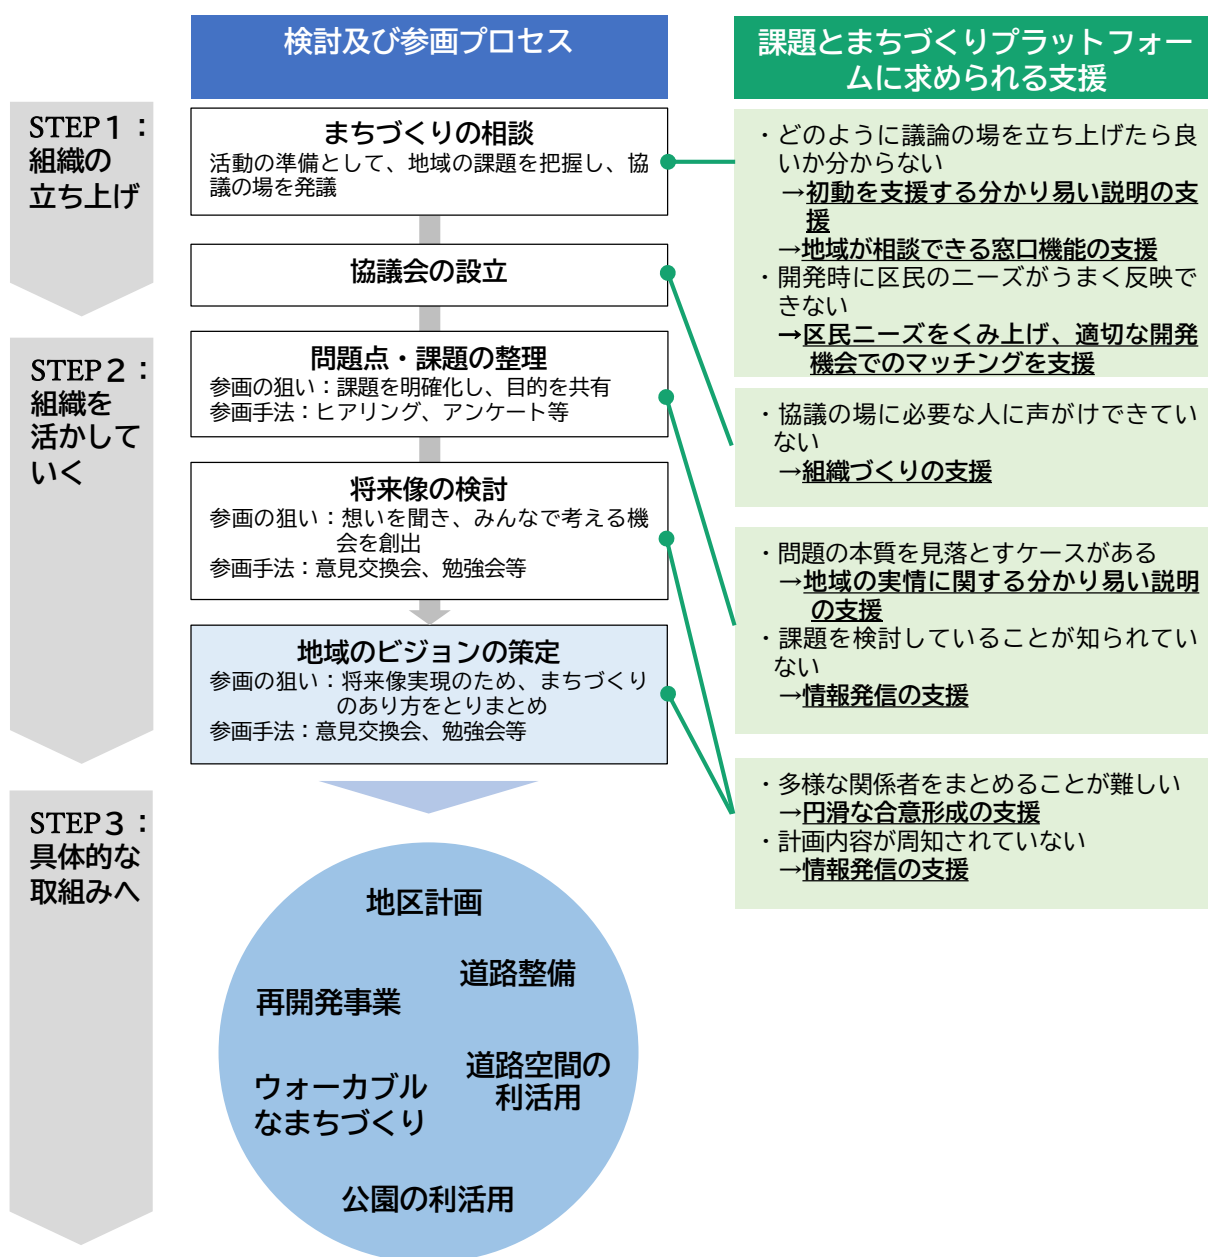 検討及び参画プロセス
課題とまちづくりプラットフォー
ムに求められる支援
STEP１：
組織の
立ち上げ
まちづくりの相談
活動の準備として、地域の課題を把握し、協
議の場を発議
協議会の設立
・どのように議論の場を立ち上げたら良
いか分からない
→初動を支援する分かり易い説明の支
援
→地域が相談できる窓口機能の支援
・開発時に区民のニーズがうまく反映で
きない
→区民ニーズをくみ上げ、適切な開発
機会でのマッチングを支援
STEP２：
組織を
活かして
いく
問題点・課題の整理
参画の狙い：課題を明確化し、目的を共有
参画手法：ヒアリング、アンケート等
将来像の検討
参画の狙い：想いを聞き、みんなで考える機
会を創出
参画手法：意見交換会、勉強会等
地域のビジョンの策定
参画の狙い：将来像実現のため、まちづくり
のあり方をとりまとめ
参画手法：意見交換会、勉強会等
・協議の場に必要な人に声がけできてい
ない
→組織づくりの支援
・問題の本質を見落とすケースがある
→地域の実情に関する分かり易い説明
の支援
・課題を検討していることが知られてい
ない
→情報発信の支援
・多様な関係者をまとめることが難しい
→円滑な合意形成の支援
・計画内容が周知されていない
→情報発信の支援
STEP３：
具体的な
取組みへ
地区計画
道路整備
再開発事業
道路空間の
利活用
ウォーカブル
なまちづくり
公園の利活用